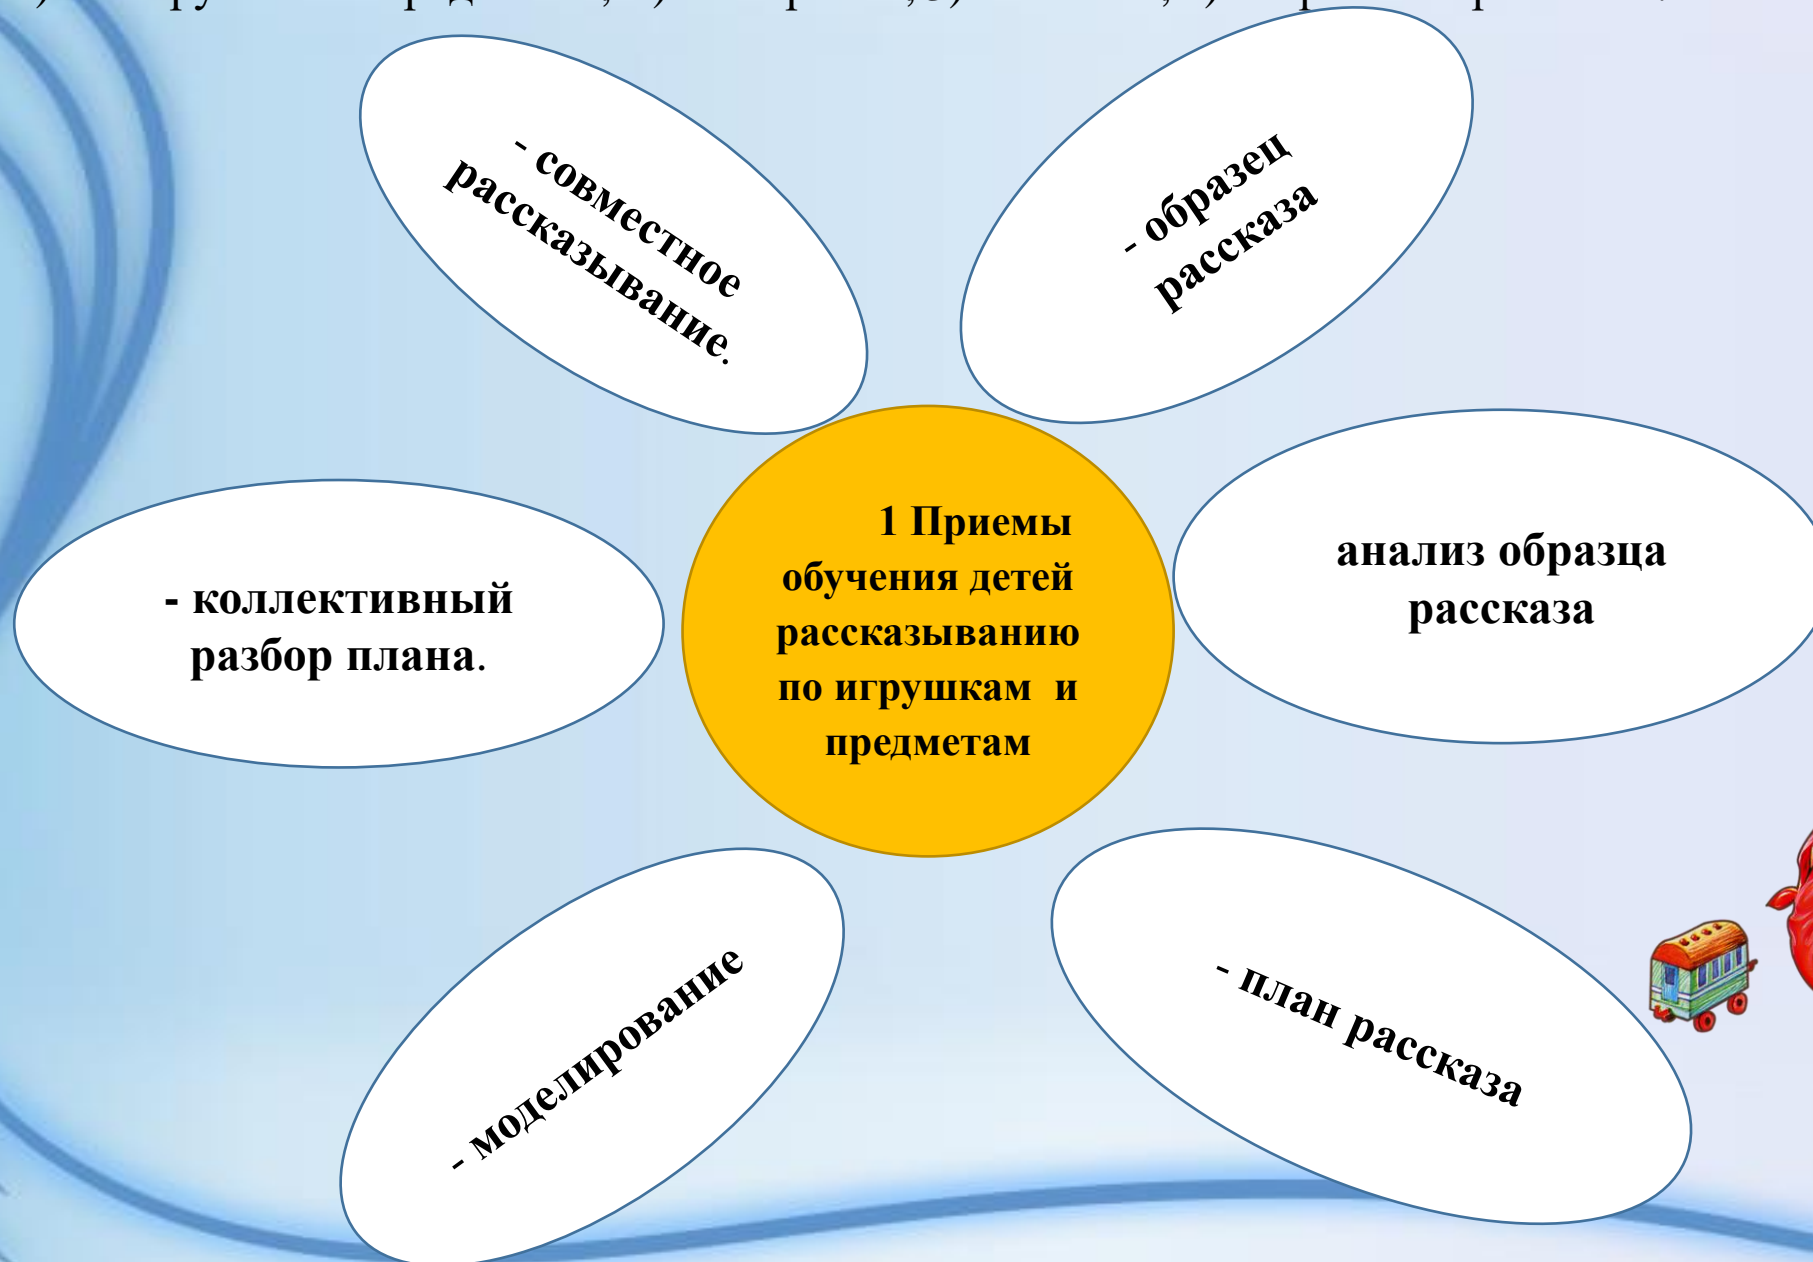 - совместное
рассказывание.
- образец
рассказа
анализ образца
рассказа
1 Приемы
обучения детей
рассказыванию
по игрушкам и
предметам
- коллективный
разбор плана.
- моделирование
- план рассказа